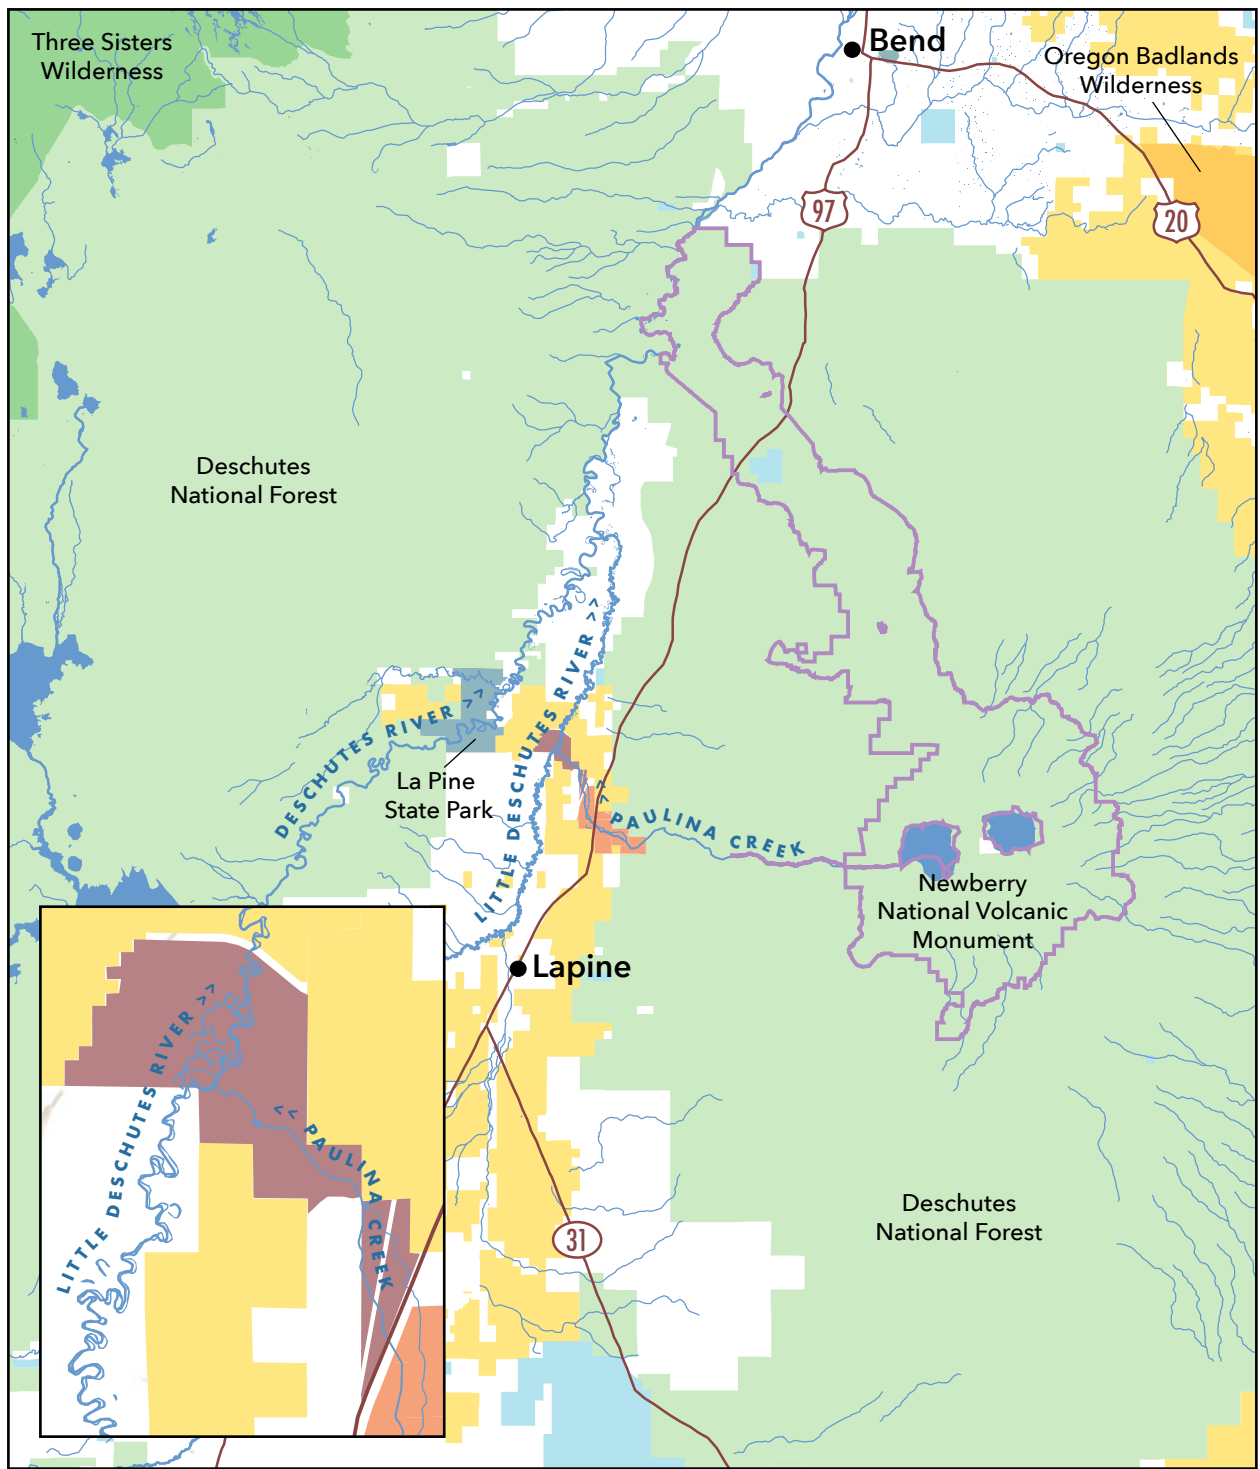 Three Sisters
Wilderness
Bend
Oregon Badlands
Wilderness
97
20
Deschutes
National Forest
LITTLE DESCHUTES RIVER >>
DESCHUTES RIVER >>
La Pine
State Park
<< PAULINA CREEK
Newberry
National Volcanic
Monument
Lapine
LITTLE DESCHUTES RIVER >>
<< PAULINA CREEK
Deschutes
National Forest
31